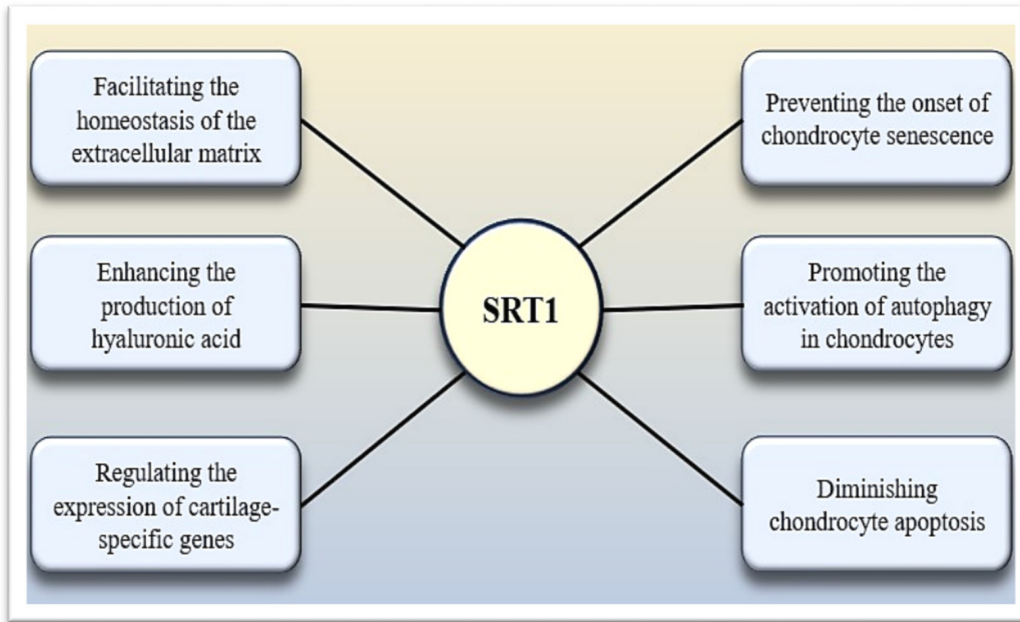 Facilitating the
homeostasis of the
extracellular matrix
Enhancing the
production of
hyaluronic acid
Regulating the
expression of cartilage-
specific genes
SRT1
Preventing the onset of
chondrocyte senescence
Promoting the
activation of autophagy
in chondrocytes
Diminishing
chondrocyte apoptosis